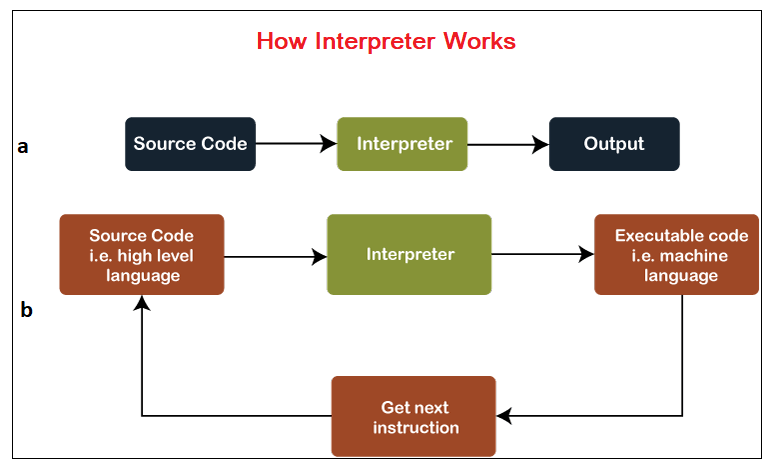 How Interpreter Works
a
Source Code
Interpreter
Output
b
Source Code
i.e. high level
language
Interpreter
Executable code
i.e. machine
language
Get next
instruction